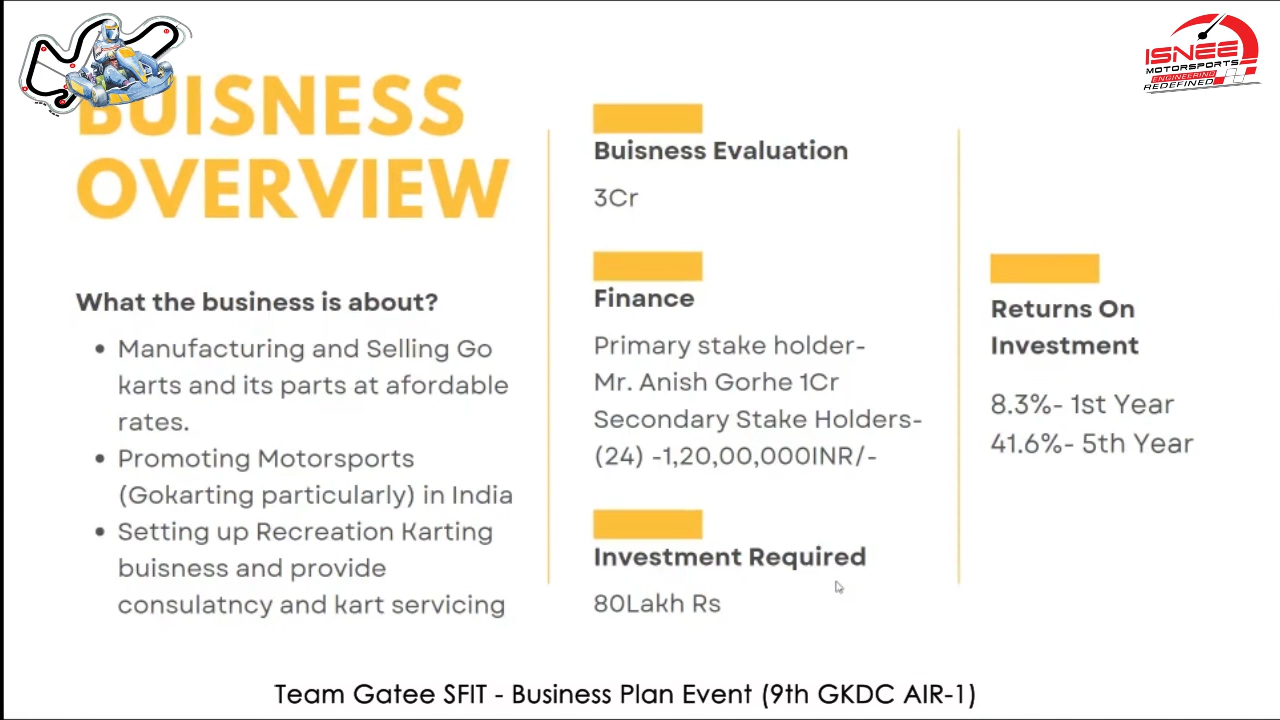 ISNEE
MOTORSPORTS
ENGINEERING
REDEFINED
BUISNESS
OVERVIEW
What the business is about?
• Manufacturing and Selling Go
karts and its parts at afordable
rates.
• Promoting Motorsports
(Gokarting particularly) in India
• Setting up Recreation Karting
buisness and provide
consulatncy and kart servicing
Buisness Evaluation
3Cr
Finance
Primary stake holder-
Mr. Anish Gorhe 1Cr
Secondary Stake Holders-
(24) -1,20,00,000INR/-
Investment Required
80Lakh Rs
Returns On
Investment
8.3%- 1st Year
41.6%- 5th Year
Team Gatee SFIT - Business Plan Event (9th GKDC AIR-1)